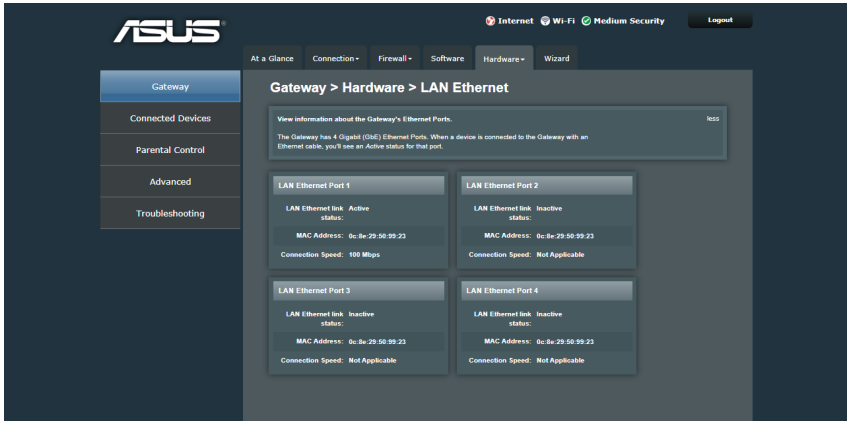 ASUS
Internet Wi-Fi Medium Security Logout
At a Glance Connection Firewall Software Hardware Wizard
Gateway
Connected Devices
Parental Control
Advanced
Troubleshooting
Gateway > Hardware > LAN Ethernet
View information about the Gateway's Ethernet Ports. less
The Gateway has 4 Gigabit (GbE) Ethernet Ports. When a device is connected to the Gateway with an
Ethernet cable, you'll see an Active status for that port.
LAN Ethernet Port 1
LAN Ethernet link Active
status:
MAC Address: 0c:8e:29:50:99:23
Connection Speed: 100 Mbps
LAN Ethernet Port 2
LAN Ethernet link Inactive
status:
MAC Address: 0c:8e:29:50:99:23
Connection Speed: Not Applicable
LAN Ethernet Port 3
LAN Ethernet link Inactive
status:
MAC Address: 0c:8e:29:50:99:23
Connection Speed: Not Applicable
LAN Ethernet Port 4
LAN Ethernet link Inactive
status:
MAC Address: 0c:8e:29:50:99:23
Connection Speed: Not Applicable